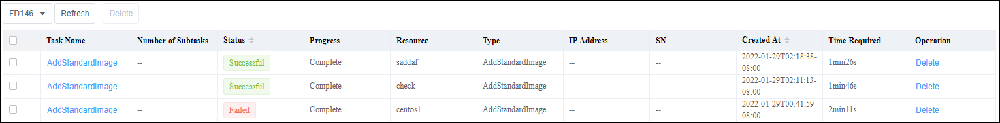 FD146 Refresh Delete
Task Name Number of Subtasks Status Progress Resource Type IP Address SN Created At Time Required Operation
AddStandardImage -- Successful Complete saddaf AddStandardImage -- -- 2022-01-29T02:18:38-08:00 1min26s Delete
AddStandardImage -- Successful Complete check AddStandardImage -- -- 2022-01-29T02:11:13-08:00 1min46s Delete
AddStandardImage -- Failed Complete centos1 AddStandardImage -- -- 2022-01-29T00:41:59-08:00 2min11s Delete